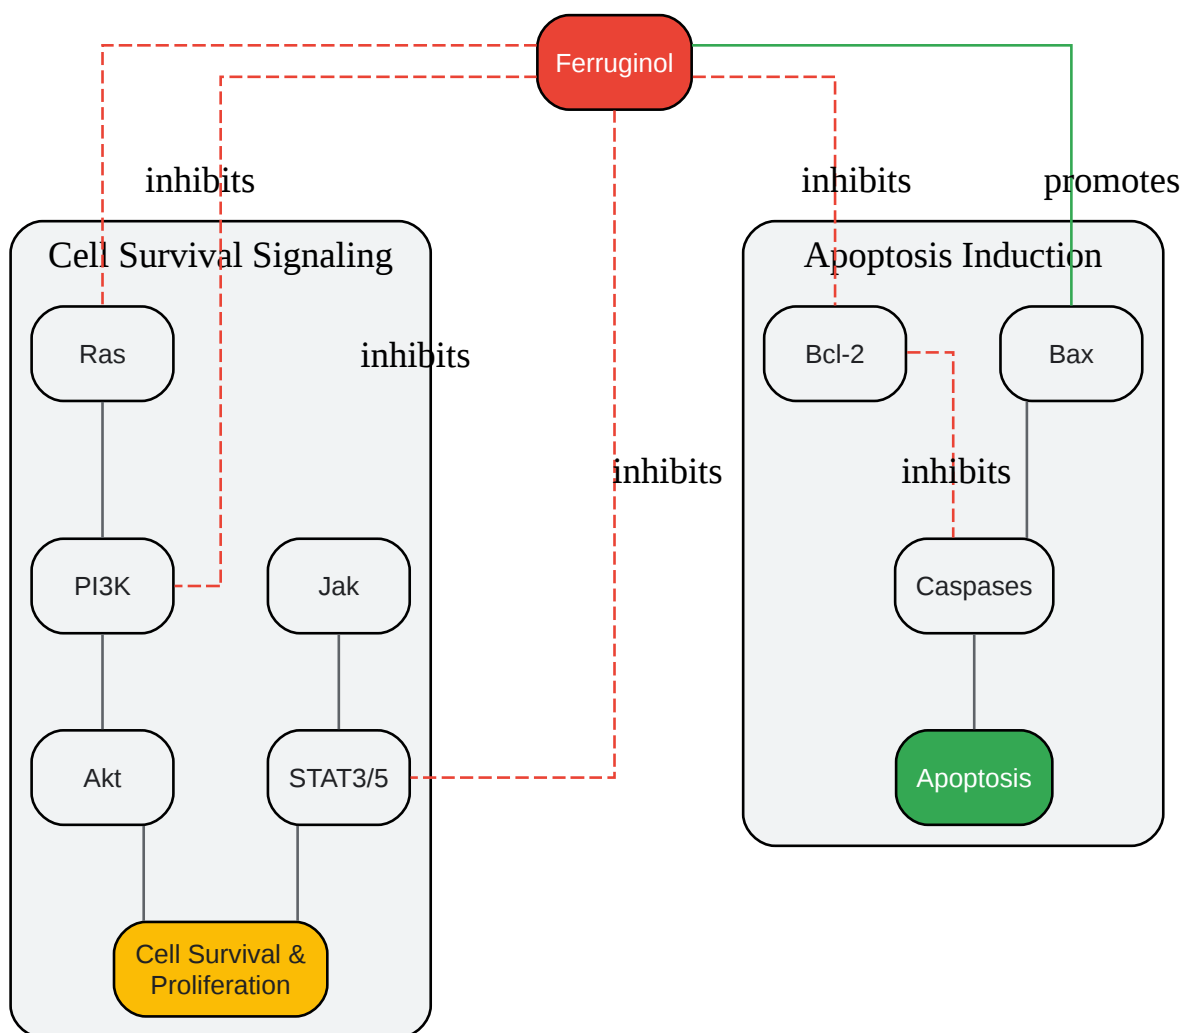 Ferruginol
inhibits
inhibits
promotes
Cell Survival Signaling
Apoptosis Induction
Ras
inhibits
Bcl-2
Bax
inhibits
inhibits
PI3K
Jak
Caspases
Akt
STAT3/5
Apoptosis
Cell Survival &
Proliferation